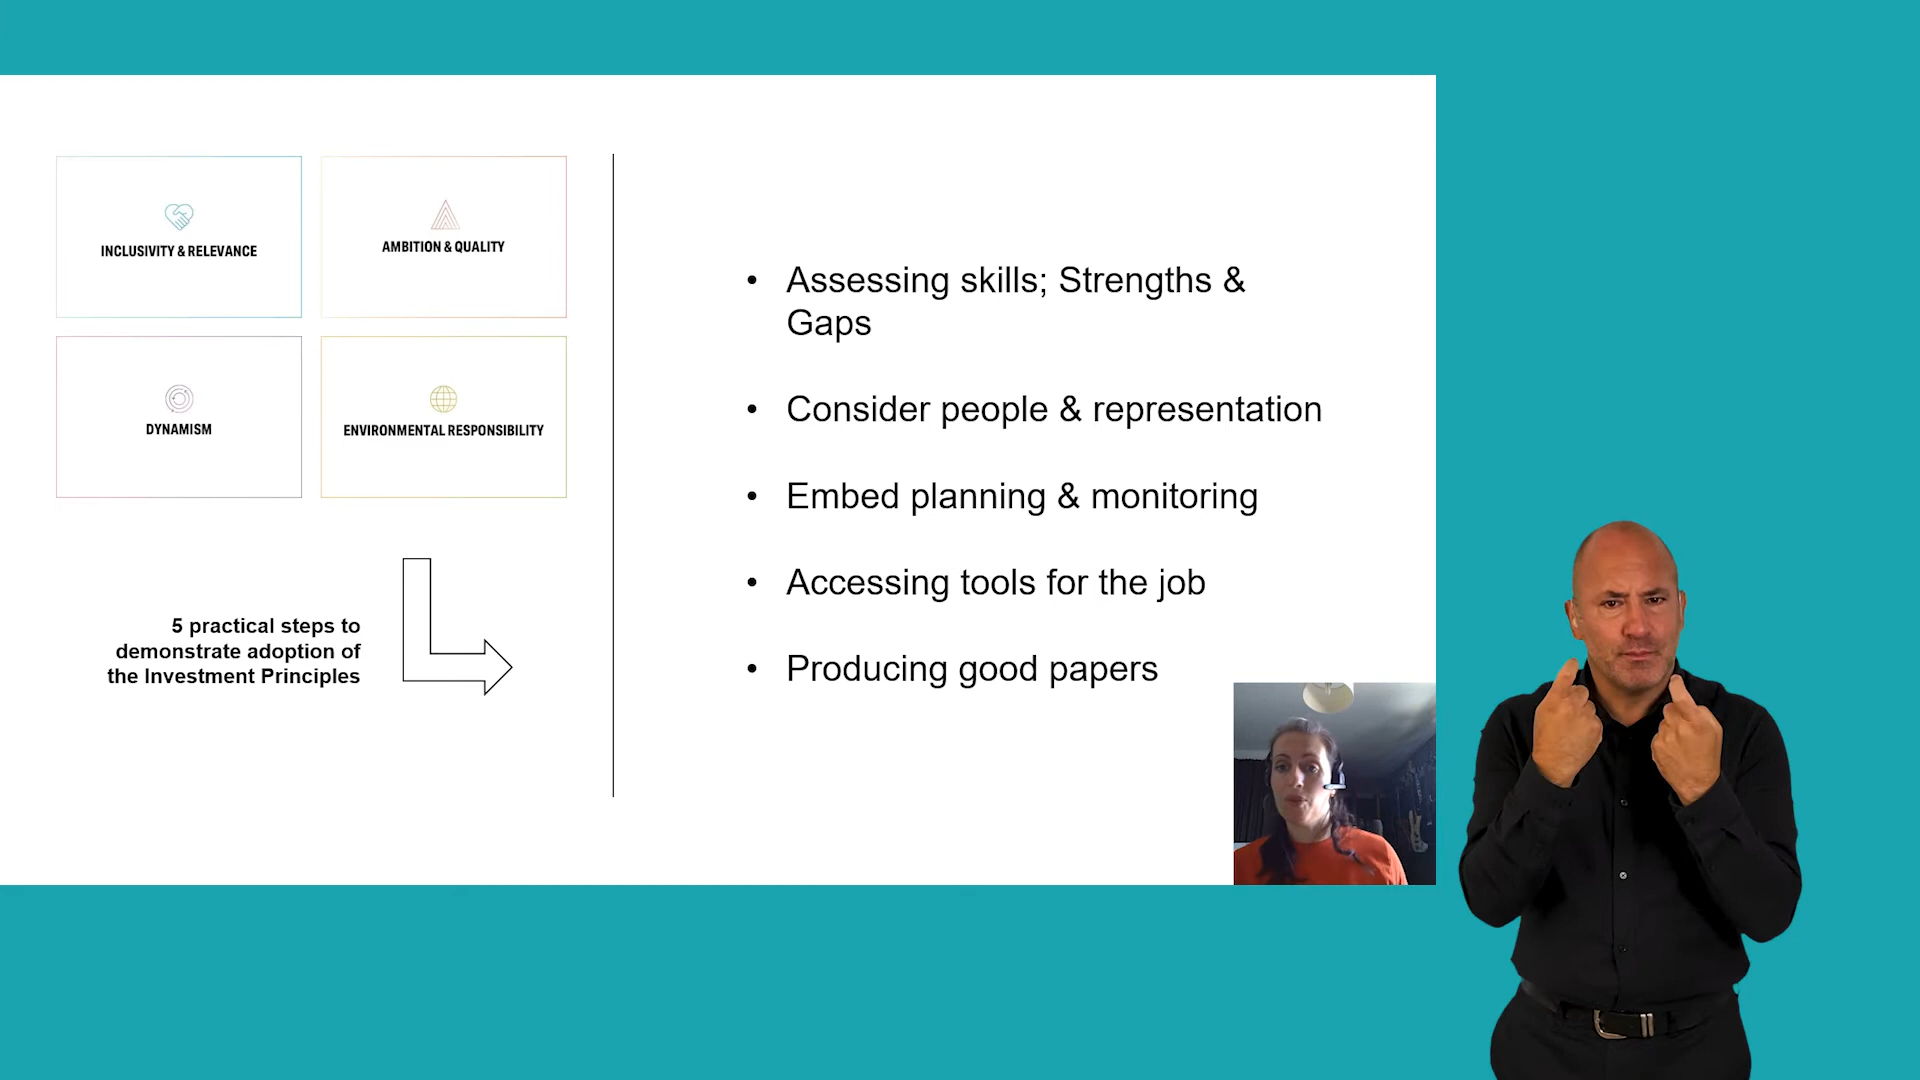 INCLUSIVITY & RELEVANCE
AMBITION & QUALITY
DYNAMISM
ENVIRONMENTAL RESPONSIBILITY
5 practical steps to
demonstrate adoption of
the Investment Principles
• Assessing skills; Strengths &
Gaps
• Consider people & representation
• Embed planning & monitoring
• Accessing tools for the job
• Producing good papers